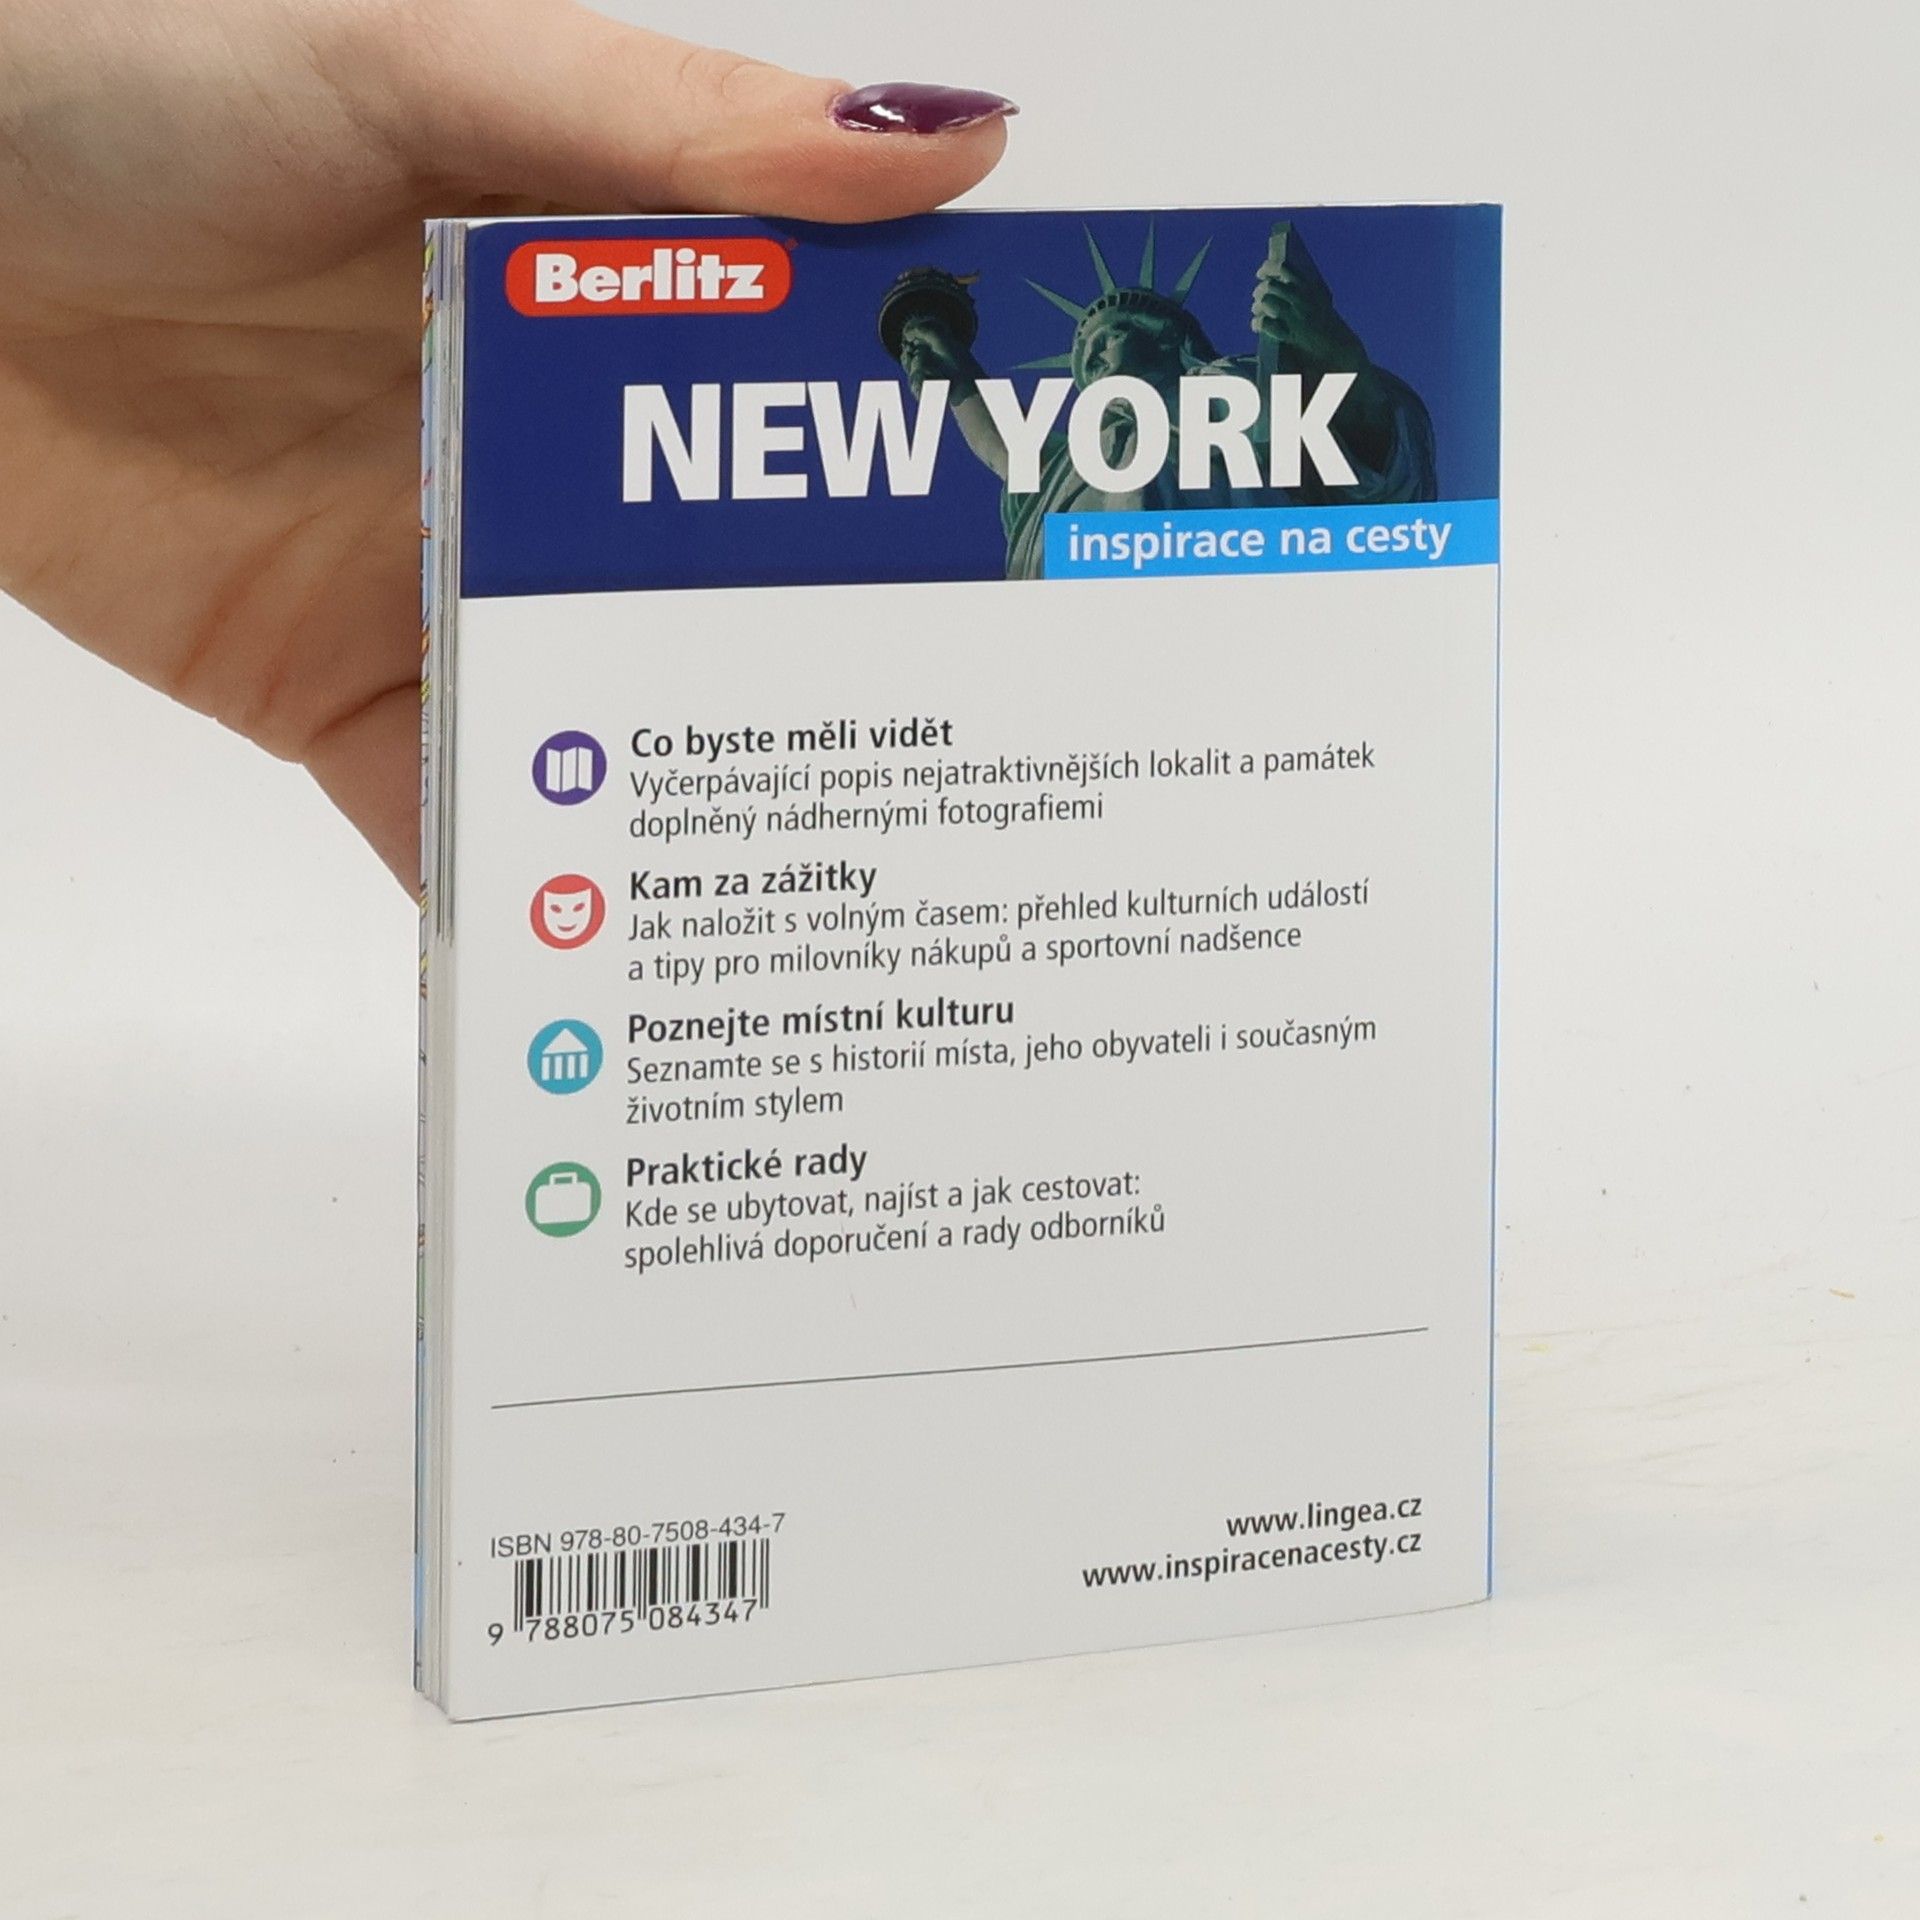 Berlitz
NEW YORK
inspirace na cesty
Co byste měli vidět
Vyčerpávající popis nejatraktivnějších lokalit a památek
doplněný nádhernými fotografiemi
Kam za zážitky
Jak naložit s volným časem: přehled kulturních událostí
a tipy pro milovníky nákupů a sportovní nadšence
Poznejte místní kulturu
Seznamte se s historií místa, jeho obyvateli i současným
životním stylem
Praktické rady
Kde se ubytovat, najíst a jak cestovat:
spolehlivá doporučení a rady odborníků
ISBN 978-80-7508-434-7
9 788075 084347
www.lingea.cz
www.inspiracenacesty.cz